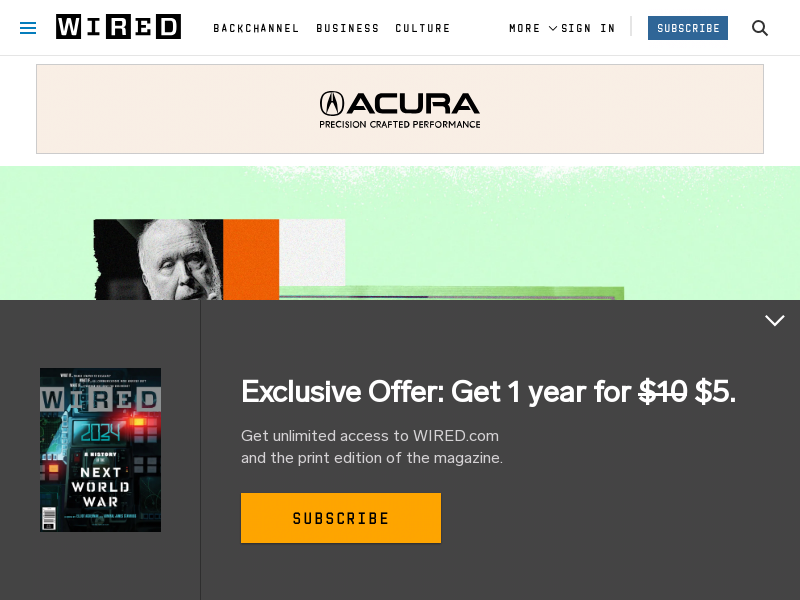 WIRED
BACKCHANNEL BUSINESS CULTURE MORE SIGN IN SUBSCRIBE
ACURA
PRECISION CRAFTED PERFORMANCE
WIRED
2034
A HISTORY
NEXT
WORLD
WAR
Exclusive Offer: Get 1 year for $10 $5.
Get unlimited access to WIRED.com
and the print edition of the magazine.
SUBSCRIBE